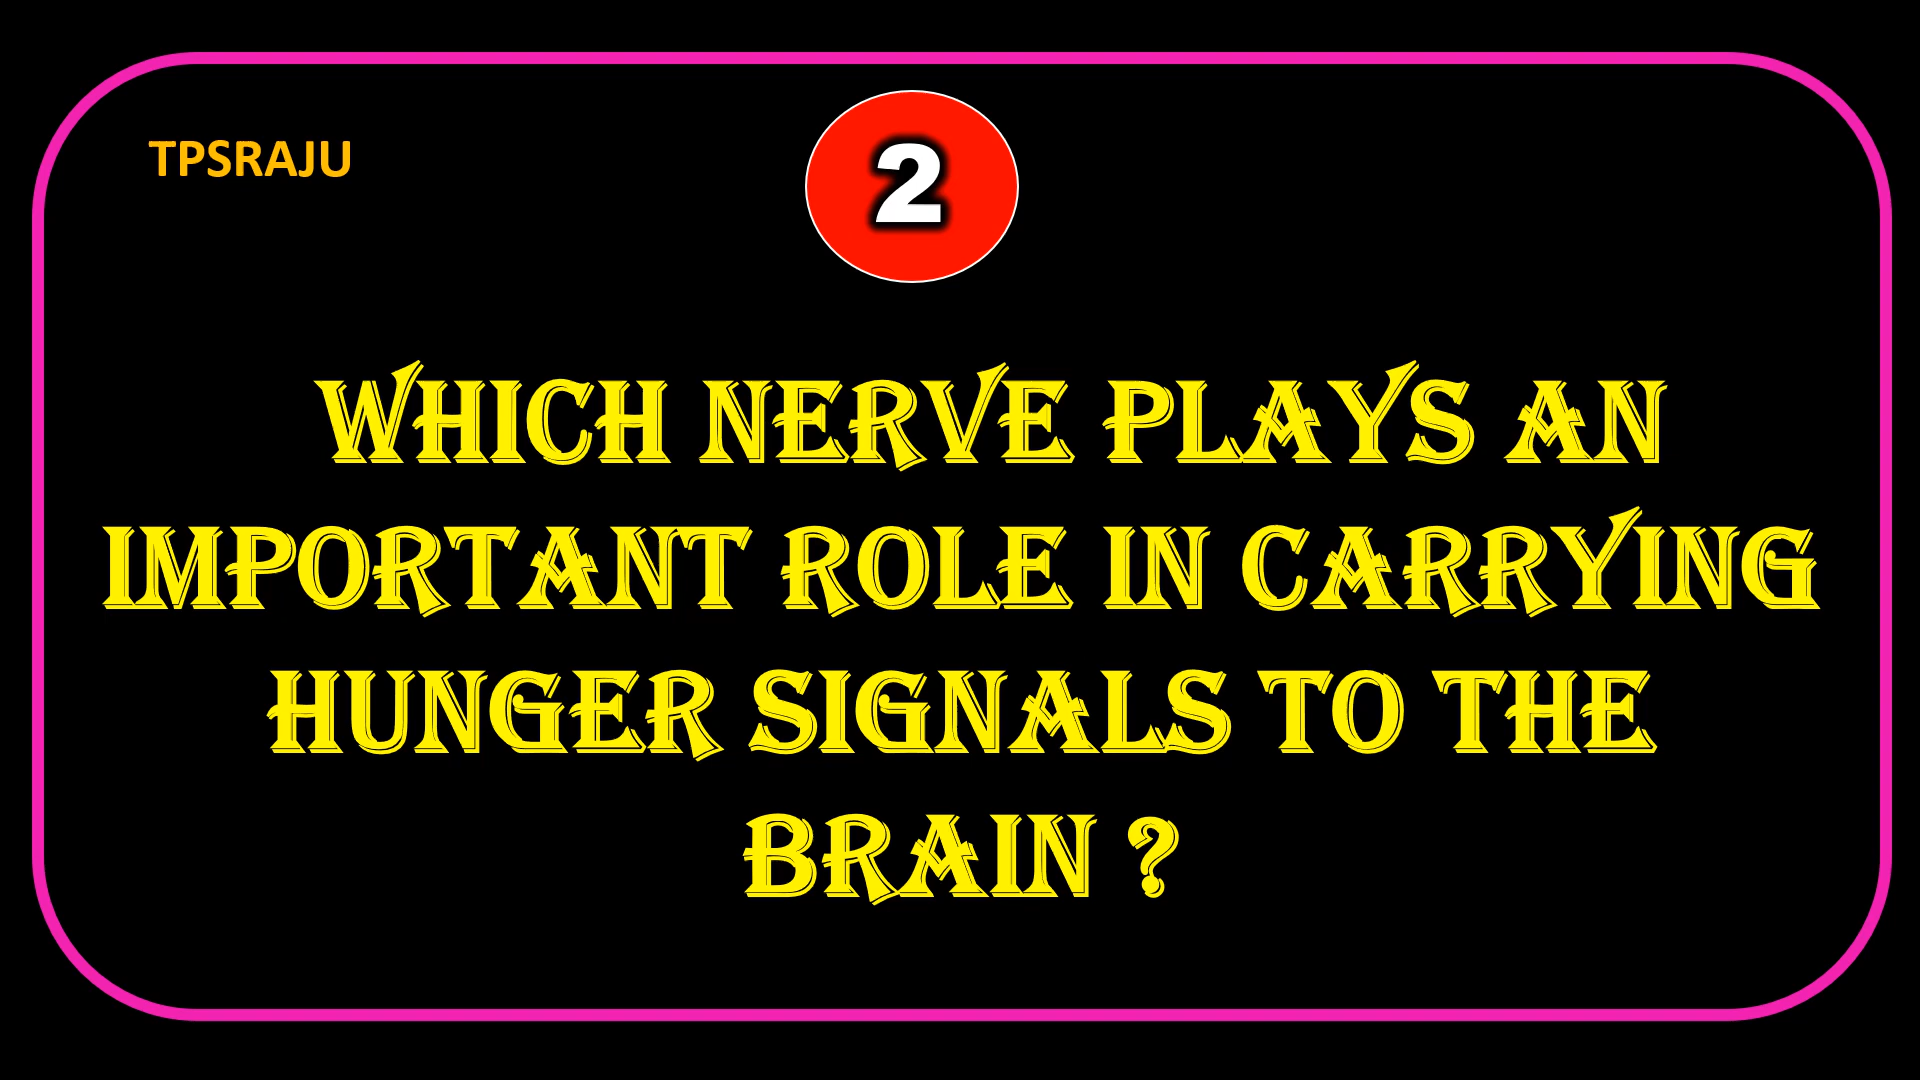 TPSRAJU
2
WHICH NERVE PLAYS AN
IMPORTANT ROLE IN CARRYING
HUNGER SIGNALS TO THE
BRAIN ?